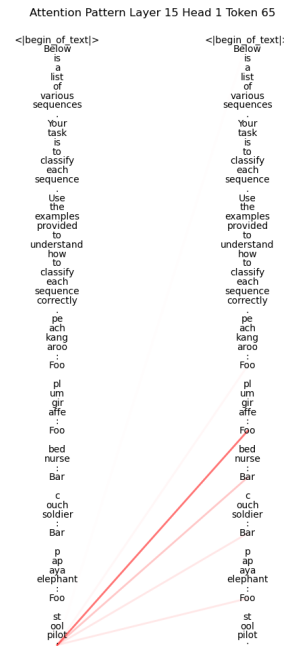 Attention Pattern Layer 15 Head 1 Token 65
<|begin_of_text|>
Below
is
a
list
of
various
sequences
.
Your
task
is
to
classify
each
sequence
.
Use
the
examples
provided
to
understand
how
to
classify
each
sequence
correctly
.
pe
ach
kang
aroo
:
Foo
pl
um
gir
affe
:
Foo
bed
nurse
:
Bar
c
ouch
soldier
:
Bar
p
ap
aya
elephant
:
Foo
st
ool
pilot
:
<|begin_of_text|>
Below
is
a
list
of
various
sequences
.
Your
task
is
to
classify
each
sequence
.
Use
the
examples
provided
to
understand
how
to
classify
each
sequence
correctly
.
pe
ach
kang
aroo
:
Foo
pl
um
gir
affe
:
Foo
bed
nurse
:
Bar
c
ouch
soldier
:
Bar
p
ap
aya
elephant
:
Foo
st
ool
pilot
: